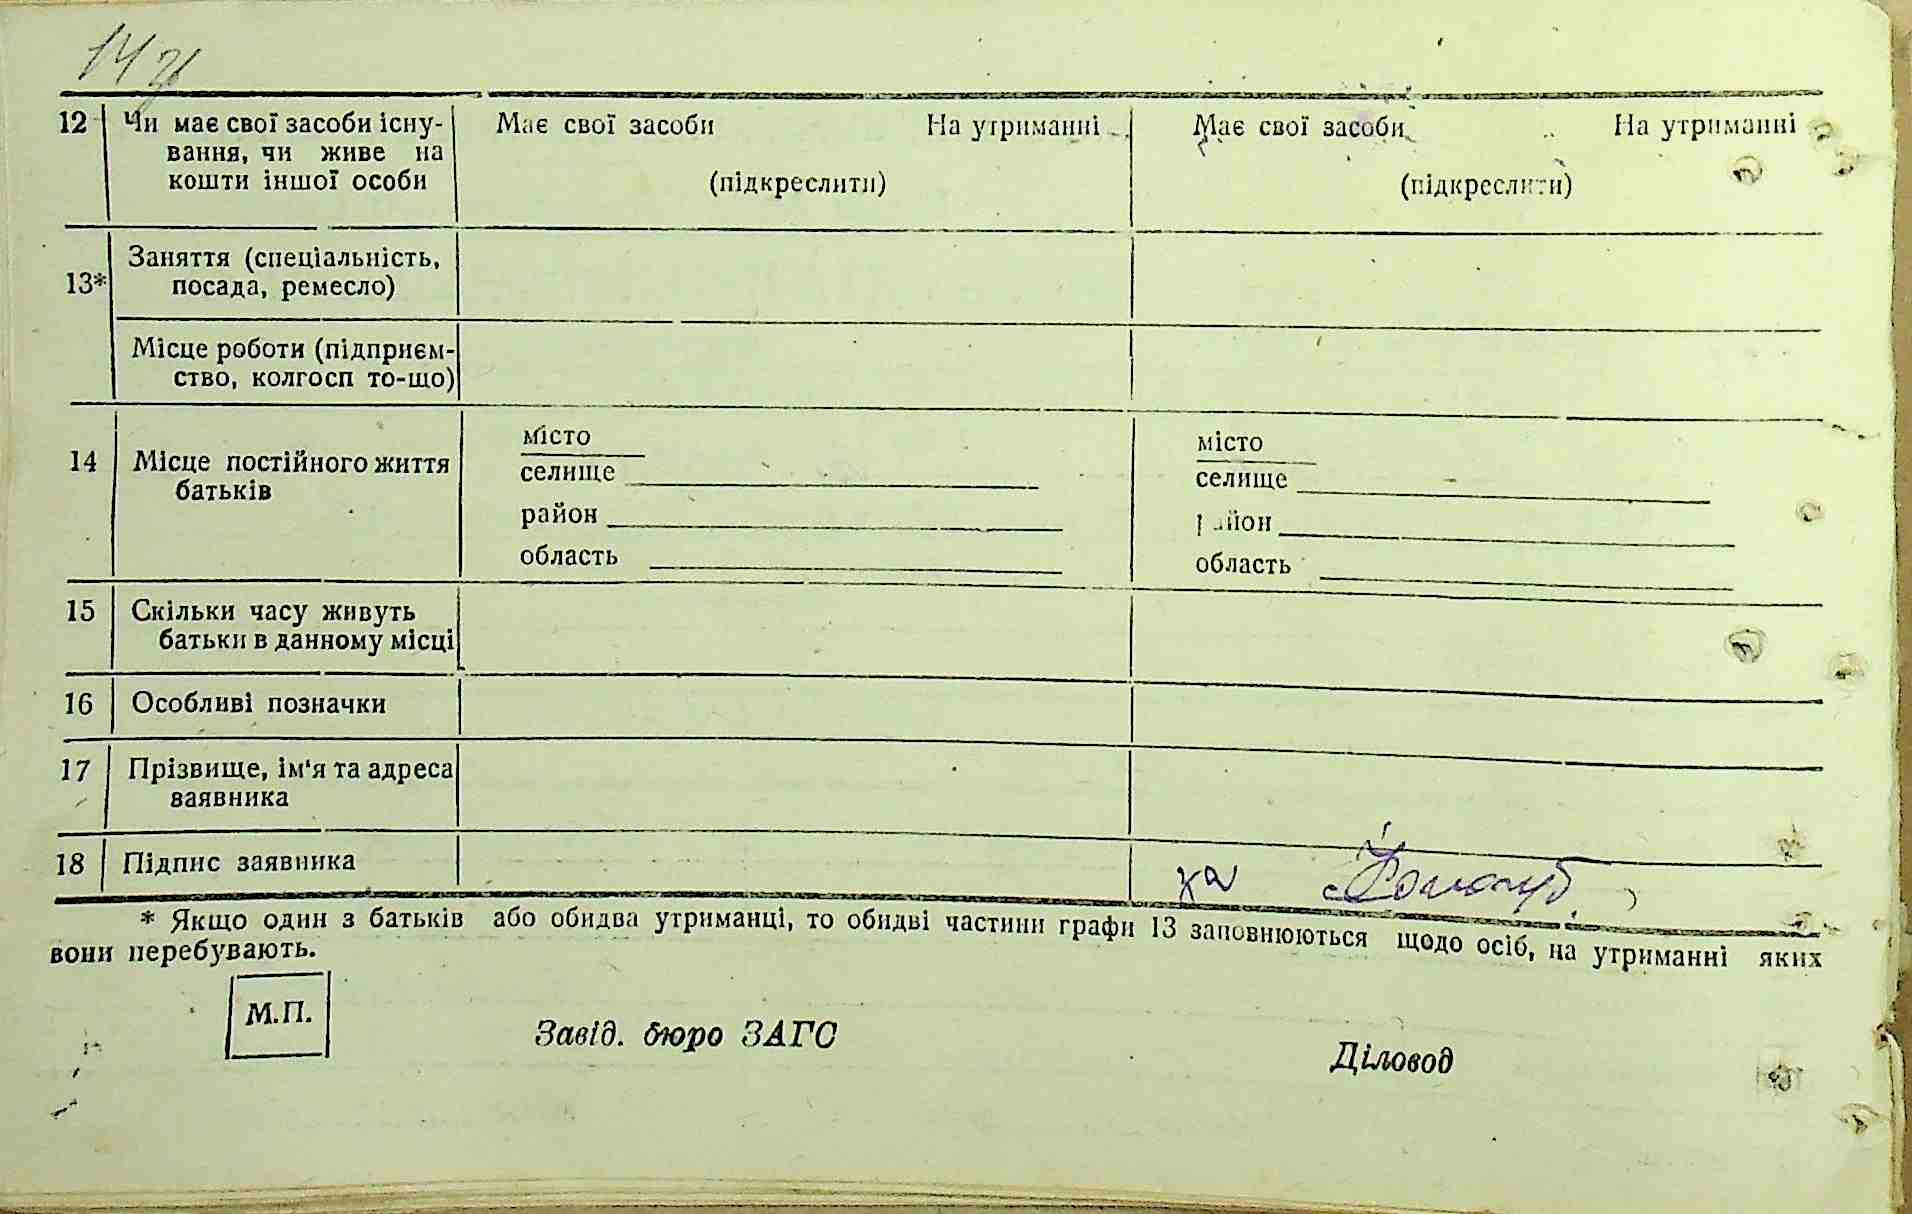 12 Чи має свої засоби існу- Має свої засоби На утриманні Має свої засоби На утриманні
вання, чи живе на
кошти іншої особи (підкреслити) (підкреслити)
Заняття (спеціальність,
13* посада, ремесло)
Місце роботи (підприєм-
ство, колгосп то-що)
місто місто
14 Місце постійного життя селище селище
батьків
район район
область область
15 Скільки часу живуть
батьки в данному місці
16 Особливі позначки
17 Прізвище, ім'я та адреса
заявника
18 Підпис заявника
* Якщо один з батьків або обидва утриманці, то обидві частини графи 13 заповнюються щодо осіб, на утриманні яких
вони перебувають.
М.П.
Завід. бюро ЗАГС
Діловод